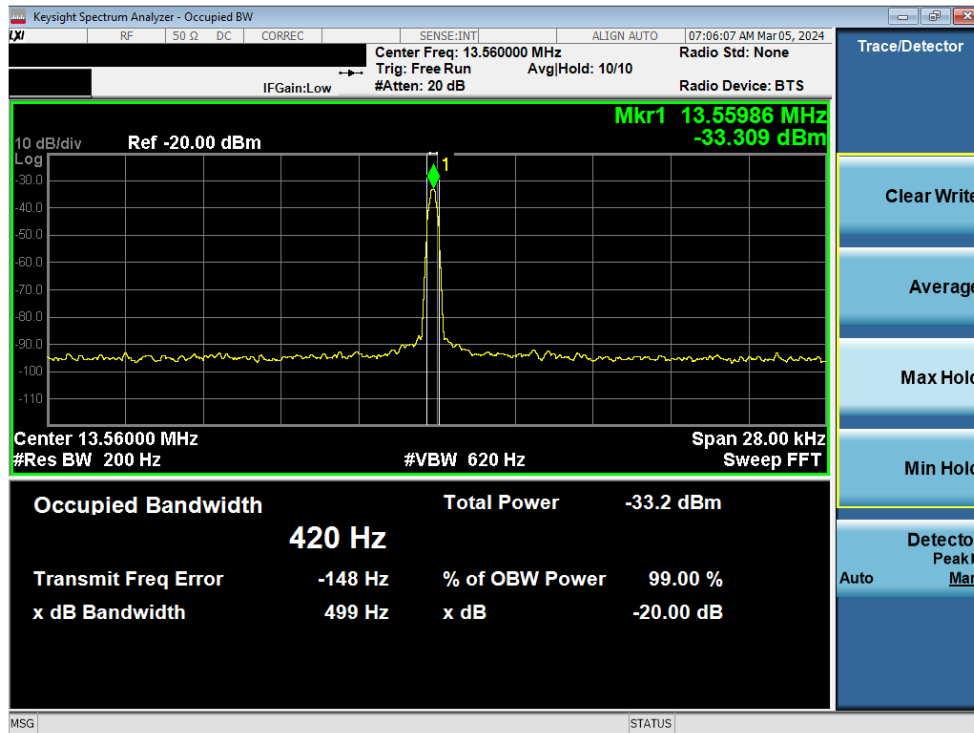 Keysight Spectrum Analyzer - Occupied BW
LXI RF 50 Ω DC CORREC SENSE:INT ALIGN AUTO 07:06:07 AM Mar 05, 2024
Center Freq: 13.560000 MHz Radio Std: None
Trig: Free Run Avg|Hold: 10/10
IFGain:Low #Atten: 20 dB Radio Device: BTS
Trace/Detector
Mkr1 13.55986 MHz
-33.309 dBm
10 dB/div Ref -20.00 dBm
Log
1
-30.0
-40.0
-50.0
-60.0
-70.0
-80.0
-90.0
-100
-110
Center 13.56000 MHz Span 28.00 kHz
#Res BW 200 Hz #VBW 620 Hz Sweep FFT
Occupied Bandwidth Total Power -33.2 dBm
420 Hz
Transmit Freq Error -148 Hz % of OBW Power 99.00 %
x dB Bandwidth 499 Hz x dB -20.00 dB
Clear Write
Average
Max Hold
Min Hold
Detecto
Peak
Auto Man
MSG STATUS